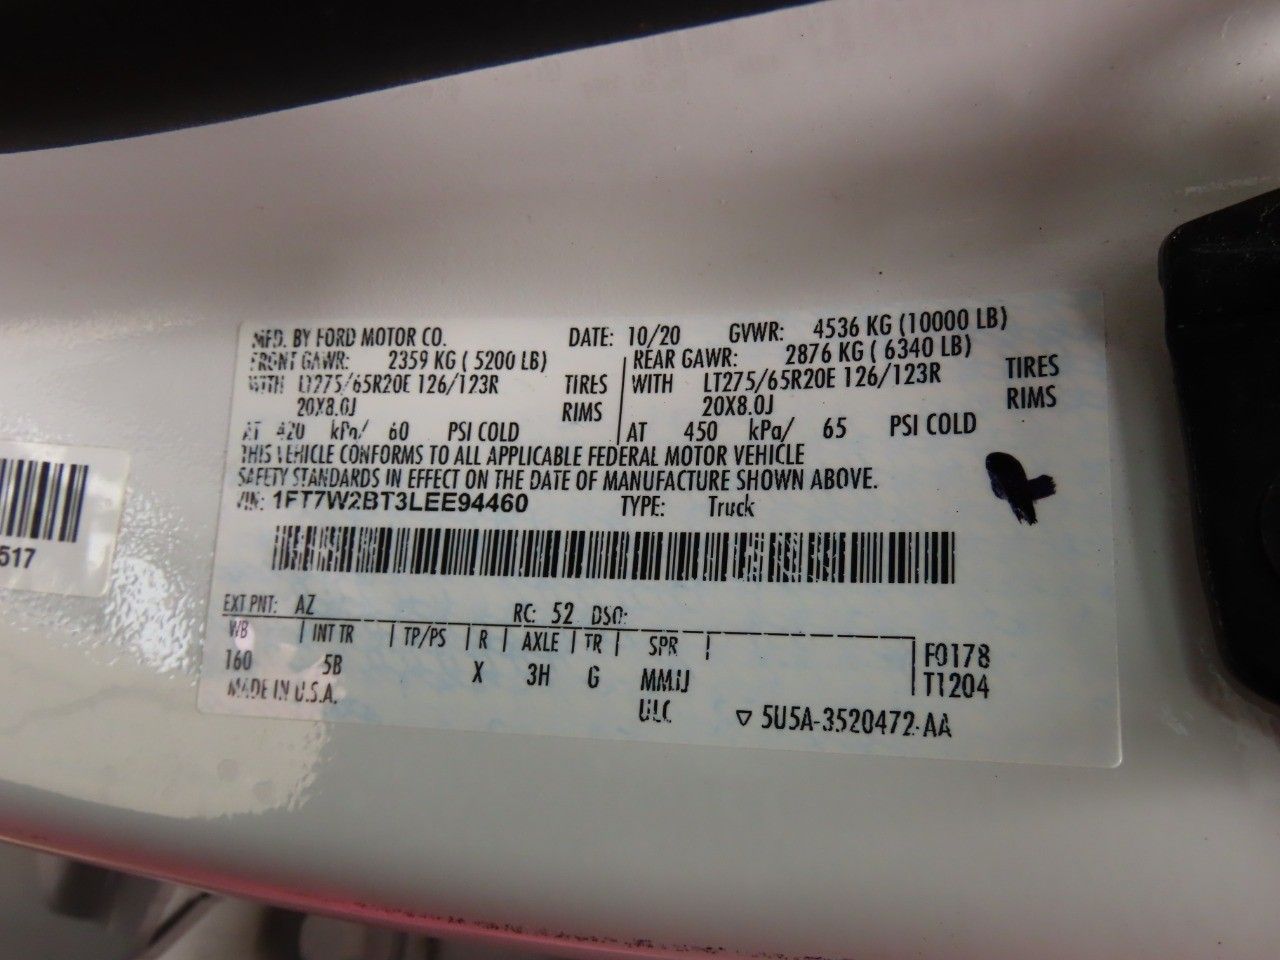 MFD. BY FORD MOTOR CO. DATE: 10/20 GVWR: 4536 KG (10000 LB)
FRONT GAWR: 2359 KG ( 5200 LB) REAR GAWR: 2876 KG ( 6340 LB)
WITH LT275/65R20E 126/123R TIRES WITH LT275/65R20E 126/123R TIRES
20X8.0J RIMS 20X8.0J RIMS
AT 420 kPa/ 60 PSI COLD AT 450 kPa/ 65 PSI COLD
THIS VEHICLE CONFORMS TO ALL APPLICABLE FEDERAL MOTOR VEHICLE
SAFETY STANDARDS IN EFFECT ON THE DATE OF MANUFACTURE SHOWN ABOVE.
VIN: 1FT7W2BT3LEE94460 TYPE: Truck
517
EXT PNT: AZ RC: 52 DSO:
WB INT TR TP/PS R AXLE TR SPR F0178
160 5B X 3H G MMJJ T1204
MADE IN U.S.A. ULC ▽ 5U5A-3520472-AA